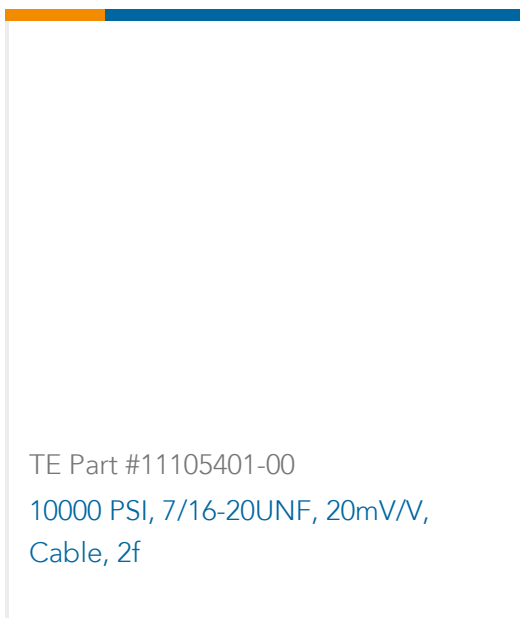 TE Part #11105401-00
10000 PSI, 7/16-20UNF, 20mV/V,
Cable, 2f